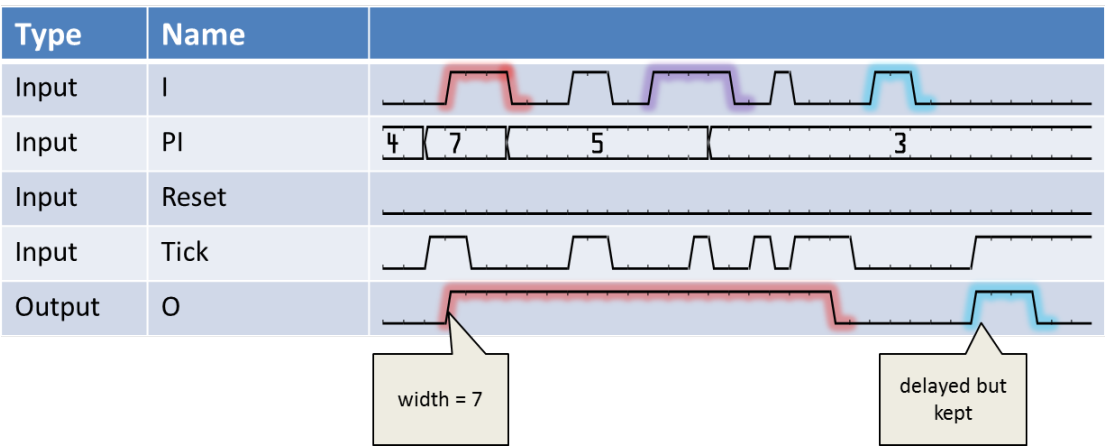 Type Name
Input I
Input PI 4 7 5 3
Input Reset
Input Tick
Output O
width = 7
delayed but
kept